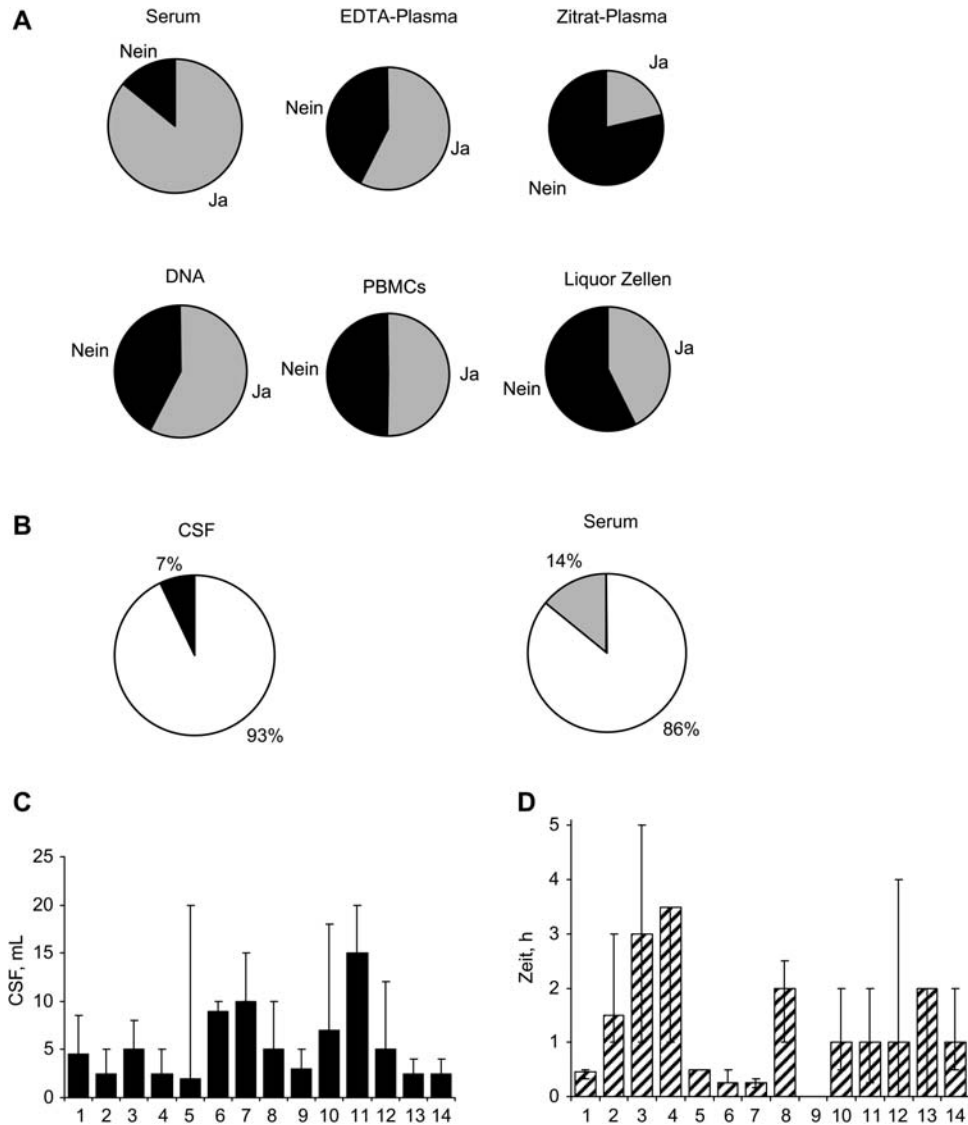 A
Serum
EDTA-Plasma
Zitrat-Plasma
Nein
Ja
Nein
Ja
Ja
Nein
DNA
PBMCs
Liquor Zellen
Nein
Ja
Nein
Ja
Ja
Nein
B
CSF
Serum
7%
93%
14%
86%
C
CSF, mL
25
20
15
10
5
0
1 2 3 4 5 6 7 8 9 10 11 12 13 14
D
Zeit, h
5
4
3
2
1
0
1 2 3 4 5 6 7 8 9 10 11 12 13 14